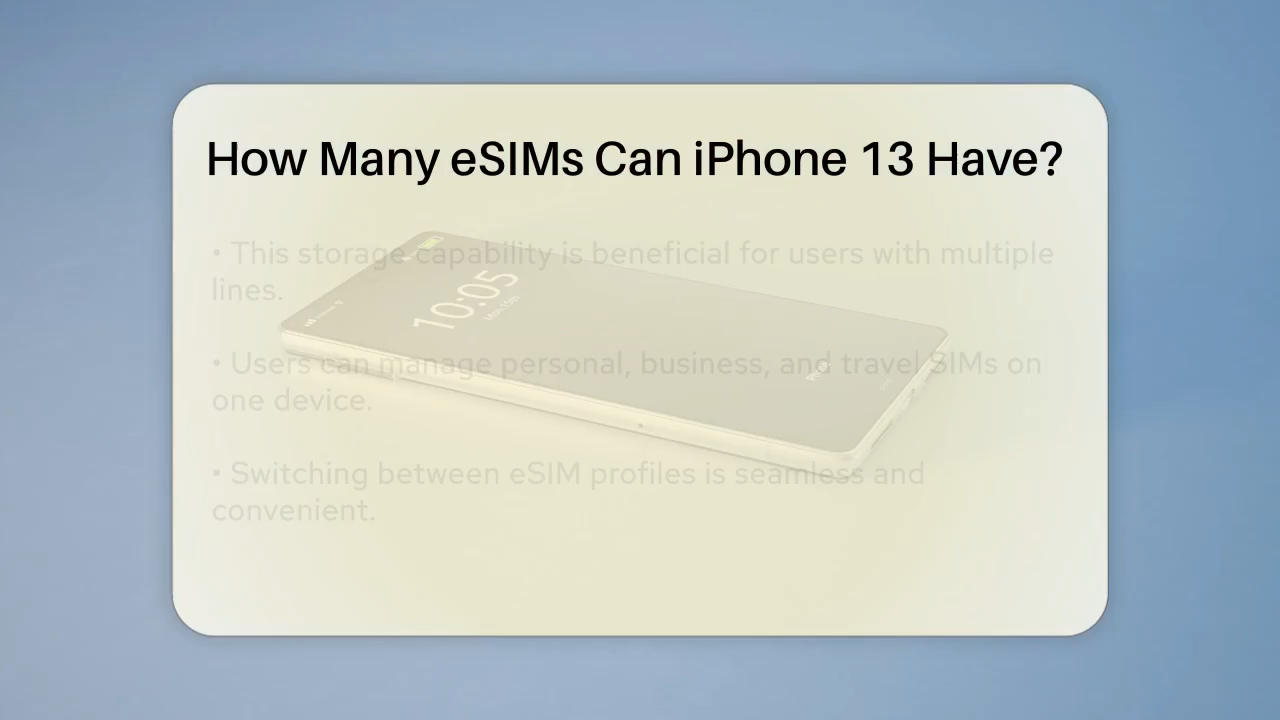 How Many eSIMs Can iPhone 13 Have?
• This storage capability is beneficial for users with multiple
lines.
10:05
• Users can manage personal, business, and travel SIMs on
one device.
• Switching between eSIM profiles is seamless and
convenient.